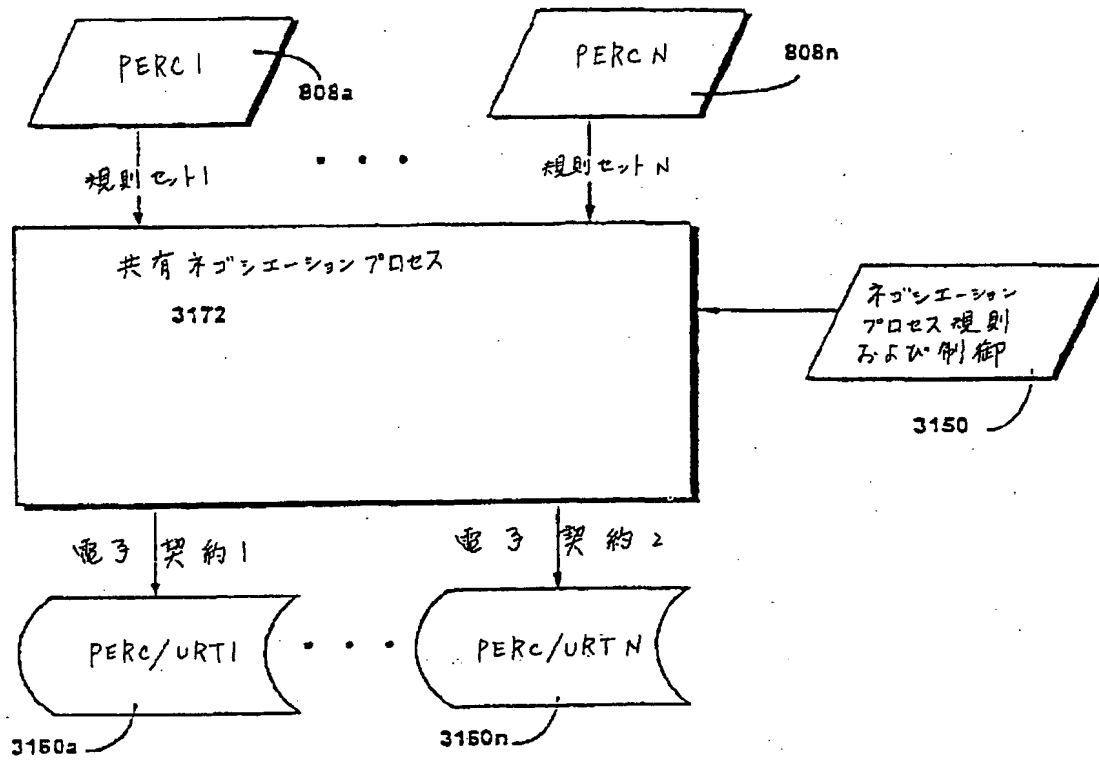 PERC 1
808a
PERC N
808n
規則セット1
規則セット N
共有ネゴシエーションプロセス
3172
ネゴシエーション
プロセス規則
および制御
3150
電子契約1
電子契約2
PERC/URT1
PERC/URT N
3160a
3160n